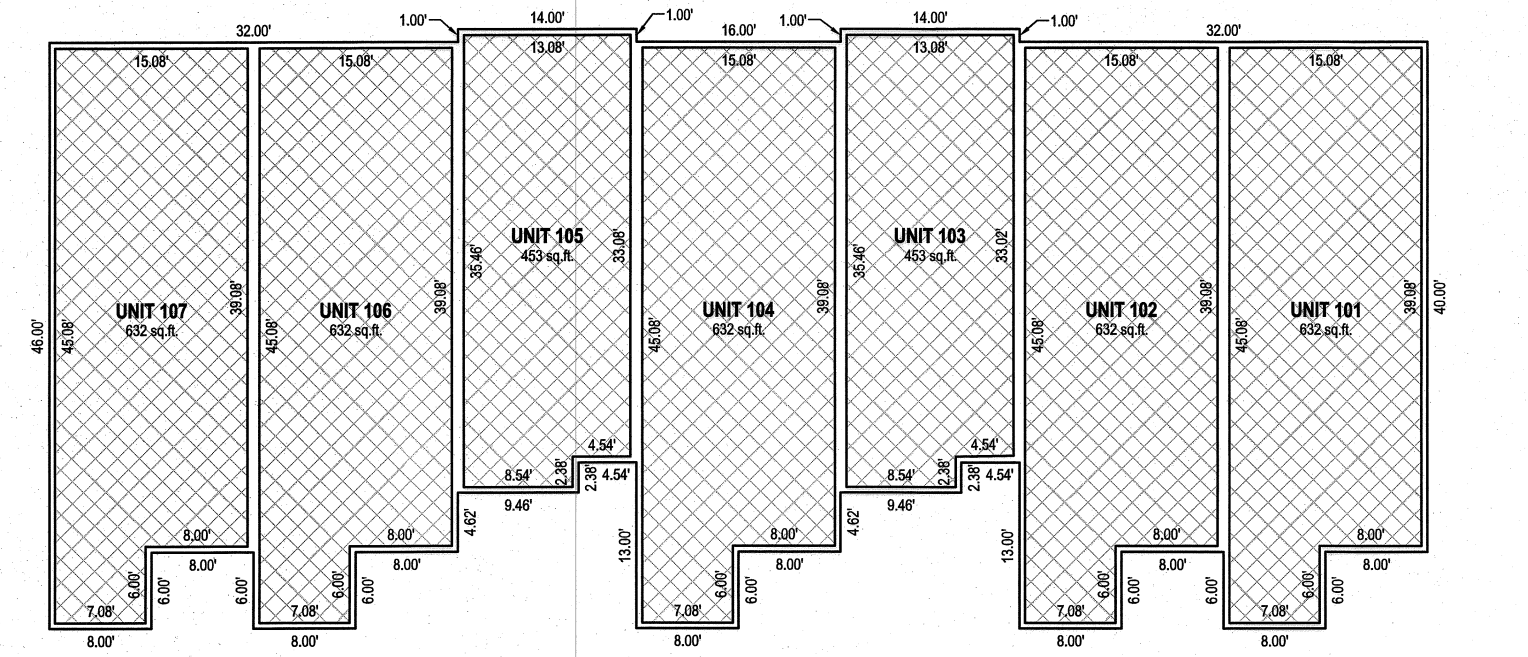 1.00' 14.00' 1.00' 1.00' 14.00' 1.00'
32.00' 16.00' 32.00'
15.08' 15.08' 13.08' 15.08' 13.08' 15.08' 15.08'
UNIT 105
453 sq.ft.
35.46' 33.08'
UNIT 103
453 sq.ft.
35.46' 33.02'
UNIT 107
632 sq.ft.
46.00' 45.08' 39.08'
UNIT 106
632 sq.ft.
45.08' 39.08'
UNIT 104
632 sq.ft.
45.08' 39.08'
UNIT 102
632 sq.ft.
45.08' 39.08'
UNIT 101
632 sq.ft.
45.08' 39.08' 40.00'
4.54' 4.54'
8.54' 2.38' 2.38' 4.54' 8.54' 2.38' 2.38' 4.54'
9.46' 9.46'
4.62' 13.00' 4.62' 13.00'
8.00' 8.00' 8.00' 8.00' 8.00'
8.00' 8.00' 8.00' 8.00' 8.00'
6.00' 6.00' 6.00' 6.00' 6.00' 6.00' 6.00' 6.00' 6.00' 6.00' 6.00' 6.00'
7.08' 7.08' 7.08' 7.08' 7.08'
8.00' 8.00' 8.00' 8.00' 8.00'